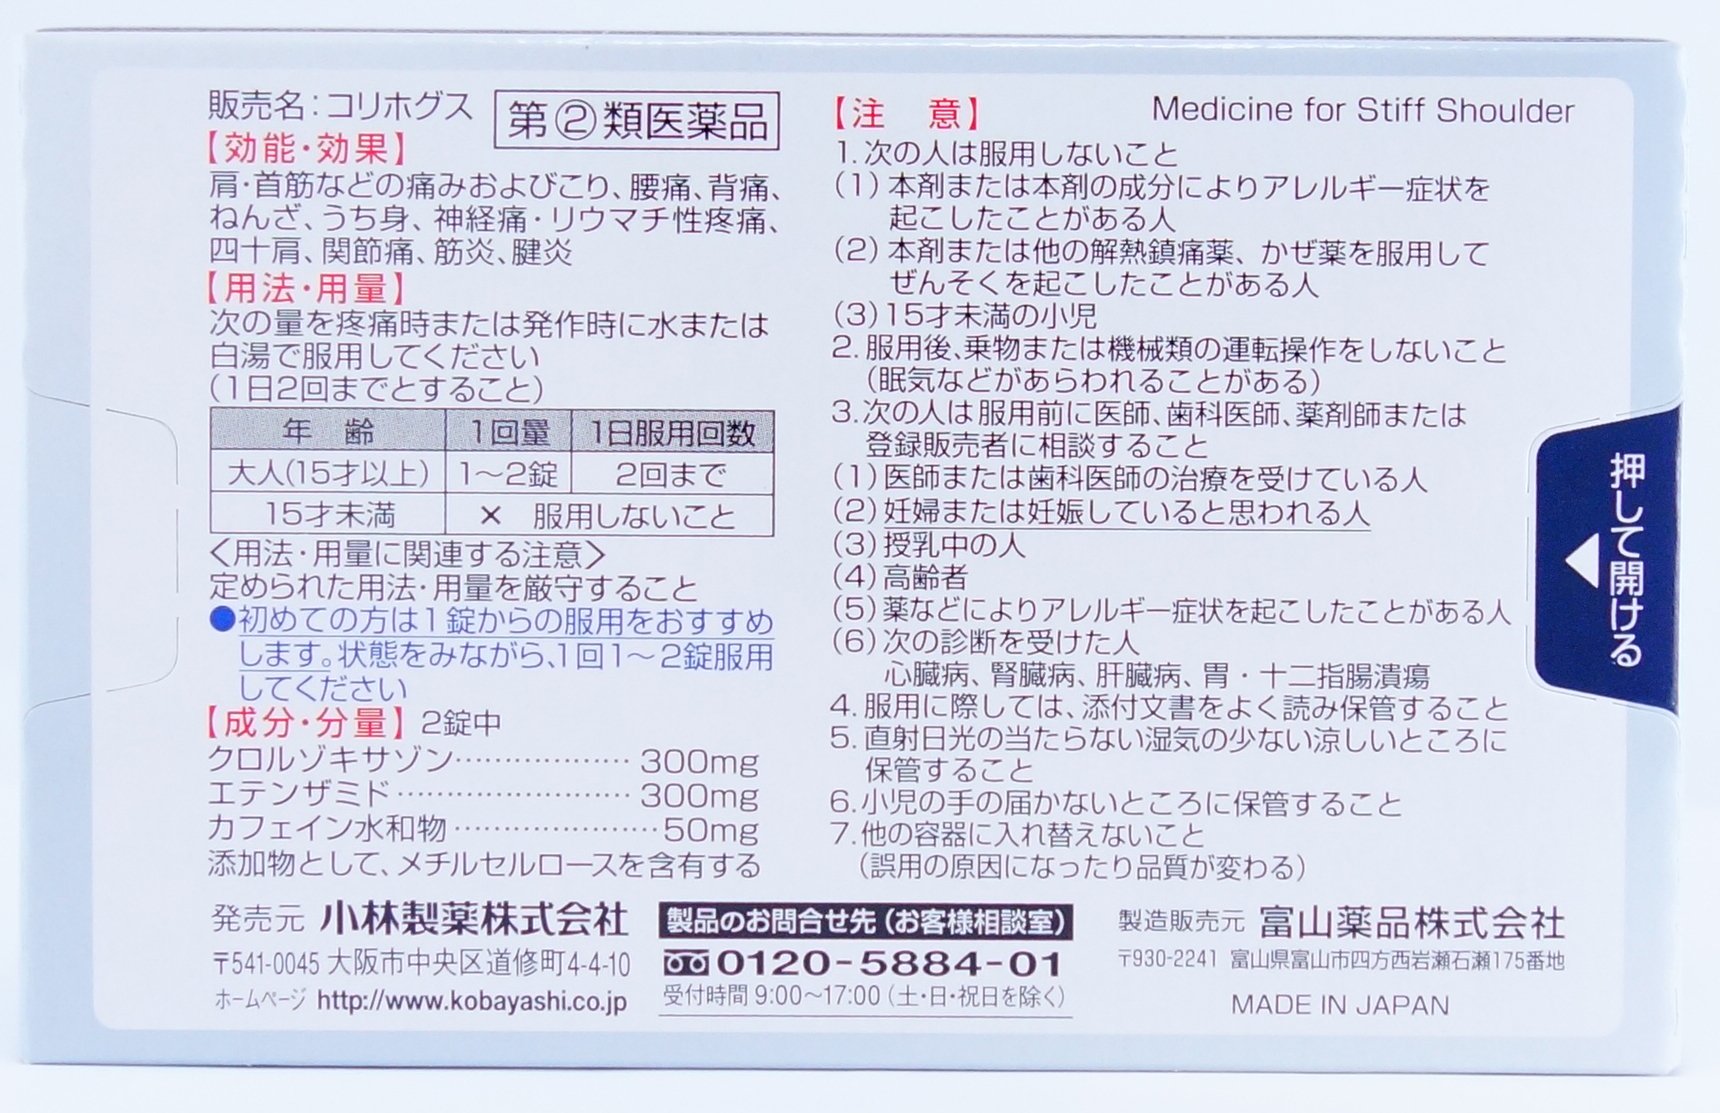 販売名：コリホグス
第②類医薬品
【効能・効果】
肩・首筋などの痛みおよびこり、腰痛、背痛、
ねんざ、うち身、神経痛・リウマチ性疼痛、
四十肩、関節痛、筋炎、腱炎
【用法・用量】
次の量を疼痛時または発作時に水または
白湯で服用してください
（1日2回までとすること）
年　齢　1回量　1日服用回数
大人(15才以上)　1～2錠　2回まで
15才未満　×　服用しないこと
〈用法・用量に関連する注意〉
定められた用法・用量を厳守すること
●初めての方は1錠からの服用をおすすめ
します。状態をみながら、1回1～2錠服用
してください
【成分・分量】2錠中
クロルゾキサゾン………………300mg
エテンザミド……………………300mg
カフェイン水和物…………………50mg
添加物として、メチルセルロースを含有する
Medicine for Stiff Shoulder
【注　意】
1.次の人は服用しないこと
（1）本剤または本剤の成分によりアレルギー症状を
起こしたことがある人
（2）本剤または他の解熱鎮痛薬、かぜ薬を服用して
ぜんそくを起こしたことがある人
（3）15才未満の小児
2.服用後、乗物または機械類の運転操作をしないこと
（眠気などがあらわれることがある）
3.次の人は服用前に医師、歯科医師、薬剤師または
登録販売者に相談すること
（1）医師または歯科医師の治療を受けている人
（2）妊婦または妊娠していると思われる人
（3）授乳中の人
（4）高齢者
（5）薬などによりアレルギー症状を起こしたことがある人
（6）次の診断を受けた人
心臓病、腎臓病、肝臓病、胃・十二指腸潰瘍
4.服用に際しては、添付文書をよく読み保管すること
5.直射日光の当たらない湿気の少ない涼しいところに
保管すること
6.小児の手の届かないところに保管すること
7.他の容器に入れ替えないこと
（誤用の原因になったり品質が変わる）
押して開ける
発売元 小林製薬株式会社
〒541-0045 大阪市中央区道修町4-4-10
ホームページ http://www.kobayashi.co.jp
製品のお問合せ先（お客様相談室）
0120-5884-01
受付時間 9:00～17:00（土・日・祝日を除く）
製造販売元 富山薬品株式会社
〒930-2241 富山県富山市四方西岩瀬石瀬175番地
MADE IN JAPAN